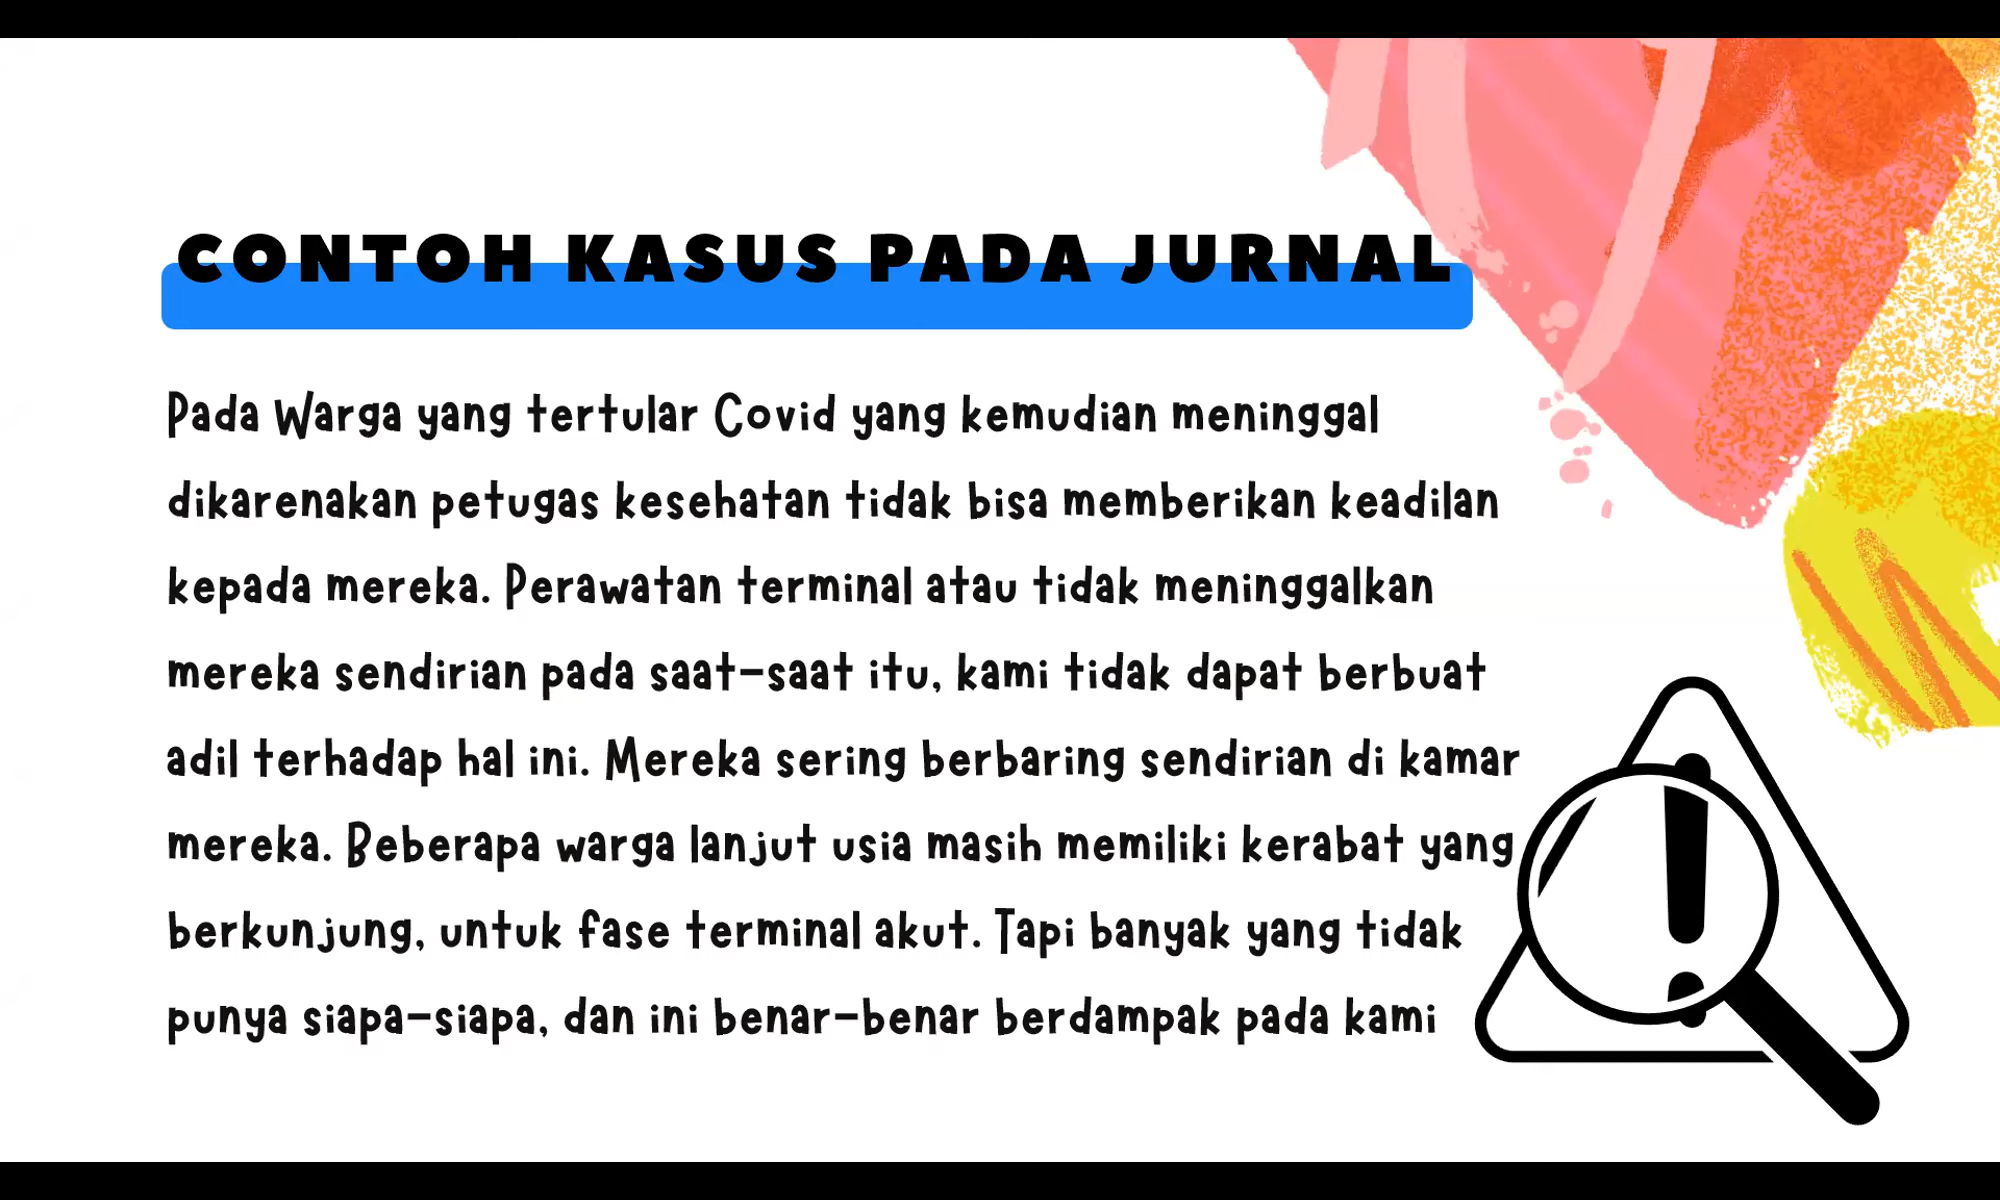 CONTOH KASUS PADA JURNAL
Pada Warga yang tertular Covid yang kemudian meninggal
dikarenakan petugas kesehatan tidak bisa memberikan keadilan
kepada mereka. Perawatan terminal atau tidak meninggalkan
mereka sendirian pada saat-saat itu, kami tidak dapat berbuat
adil terhadap hal ini. Mereka sering berbaring sendirian di kamar
mereka. Beberapa warga lanjut usia masih memiliki kerabat yang
berkunjung, untuk fase terminal akut. Tapi banyak yang tidak
punya siapa-siapa, dan ini benar-benar berdampak pada kami